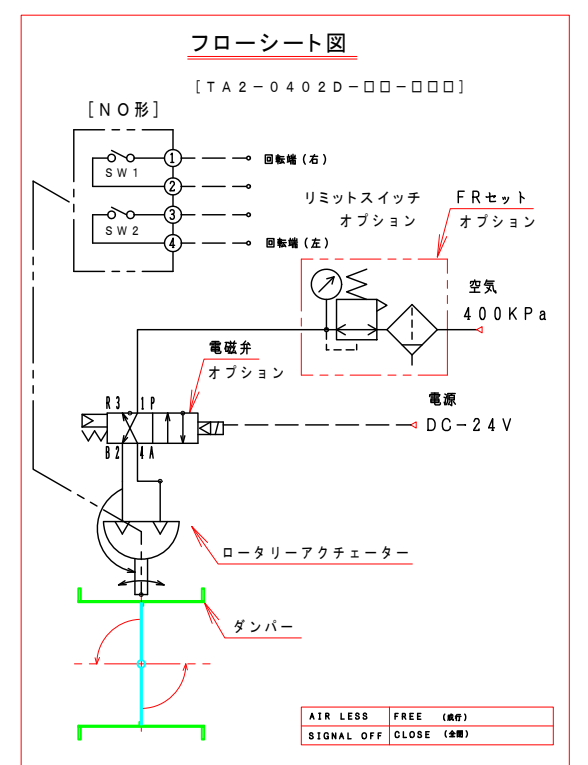 フローシート図
[TA2-0402D-□□-□□□]
[NO形]
SW1
1
2
SW2
3
4
回転端(右)
回転端(左)
リミットスイッチ
オプション
FRセット
オプション
空気
400KPa
電磁弁
オプション
R3
1P
B2
4A
電源
DC-24V
ロータリーアクチェーター
ダンパー
AIR LESS FREE (成行)
SIGNAL OFF CLOSE (全閉)